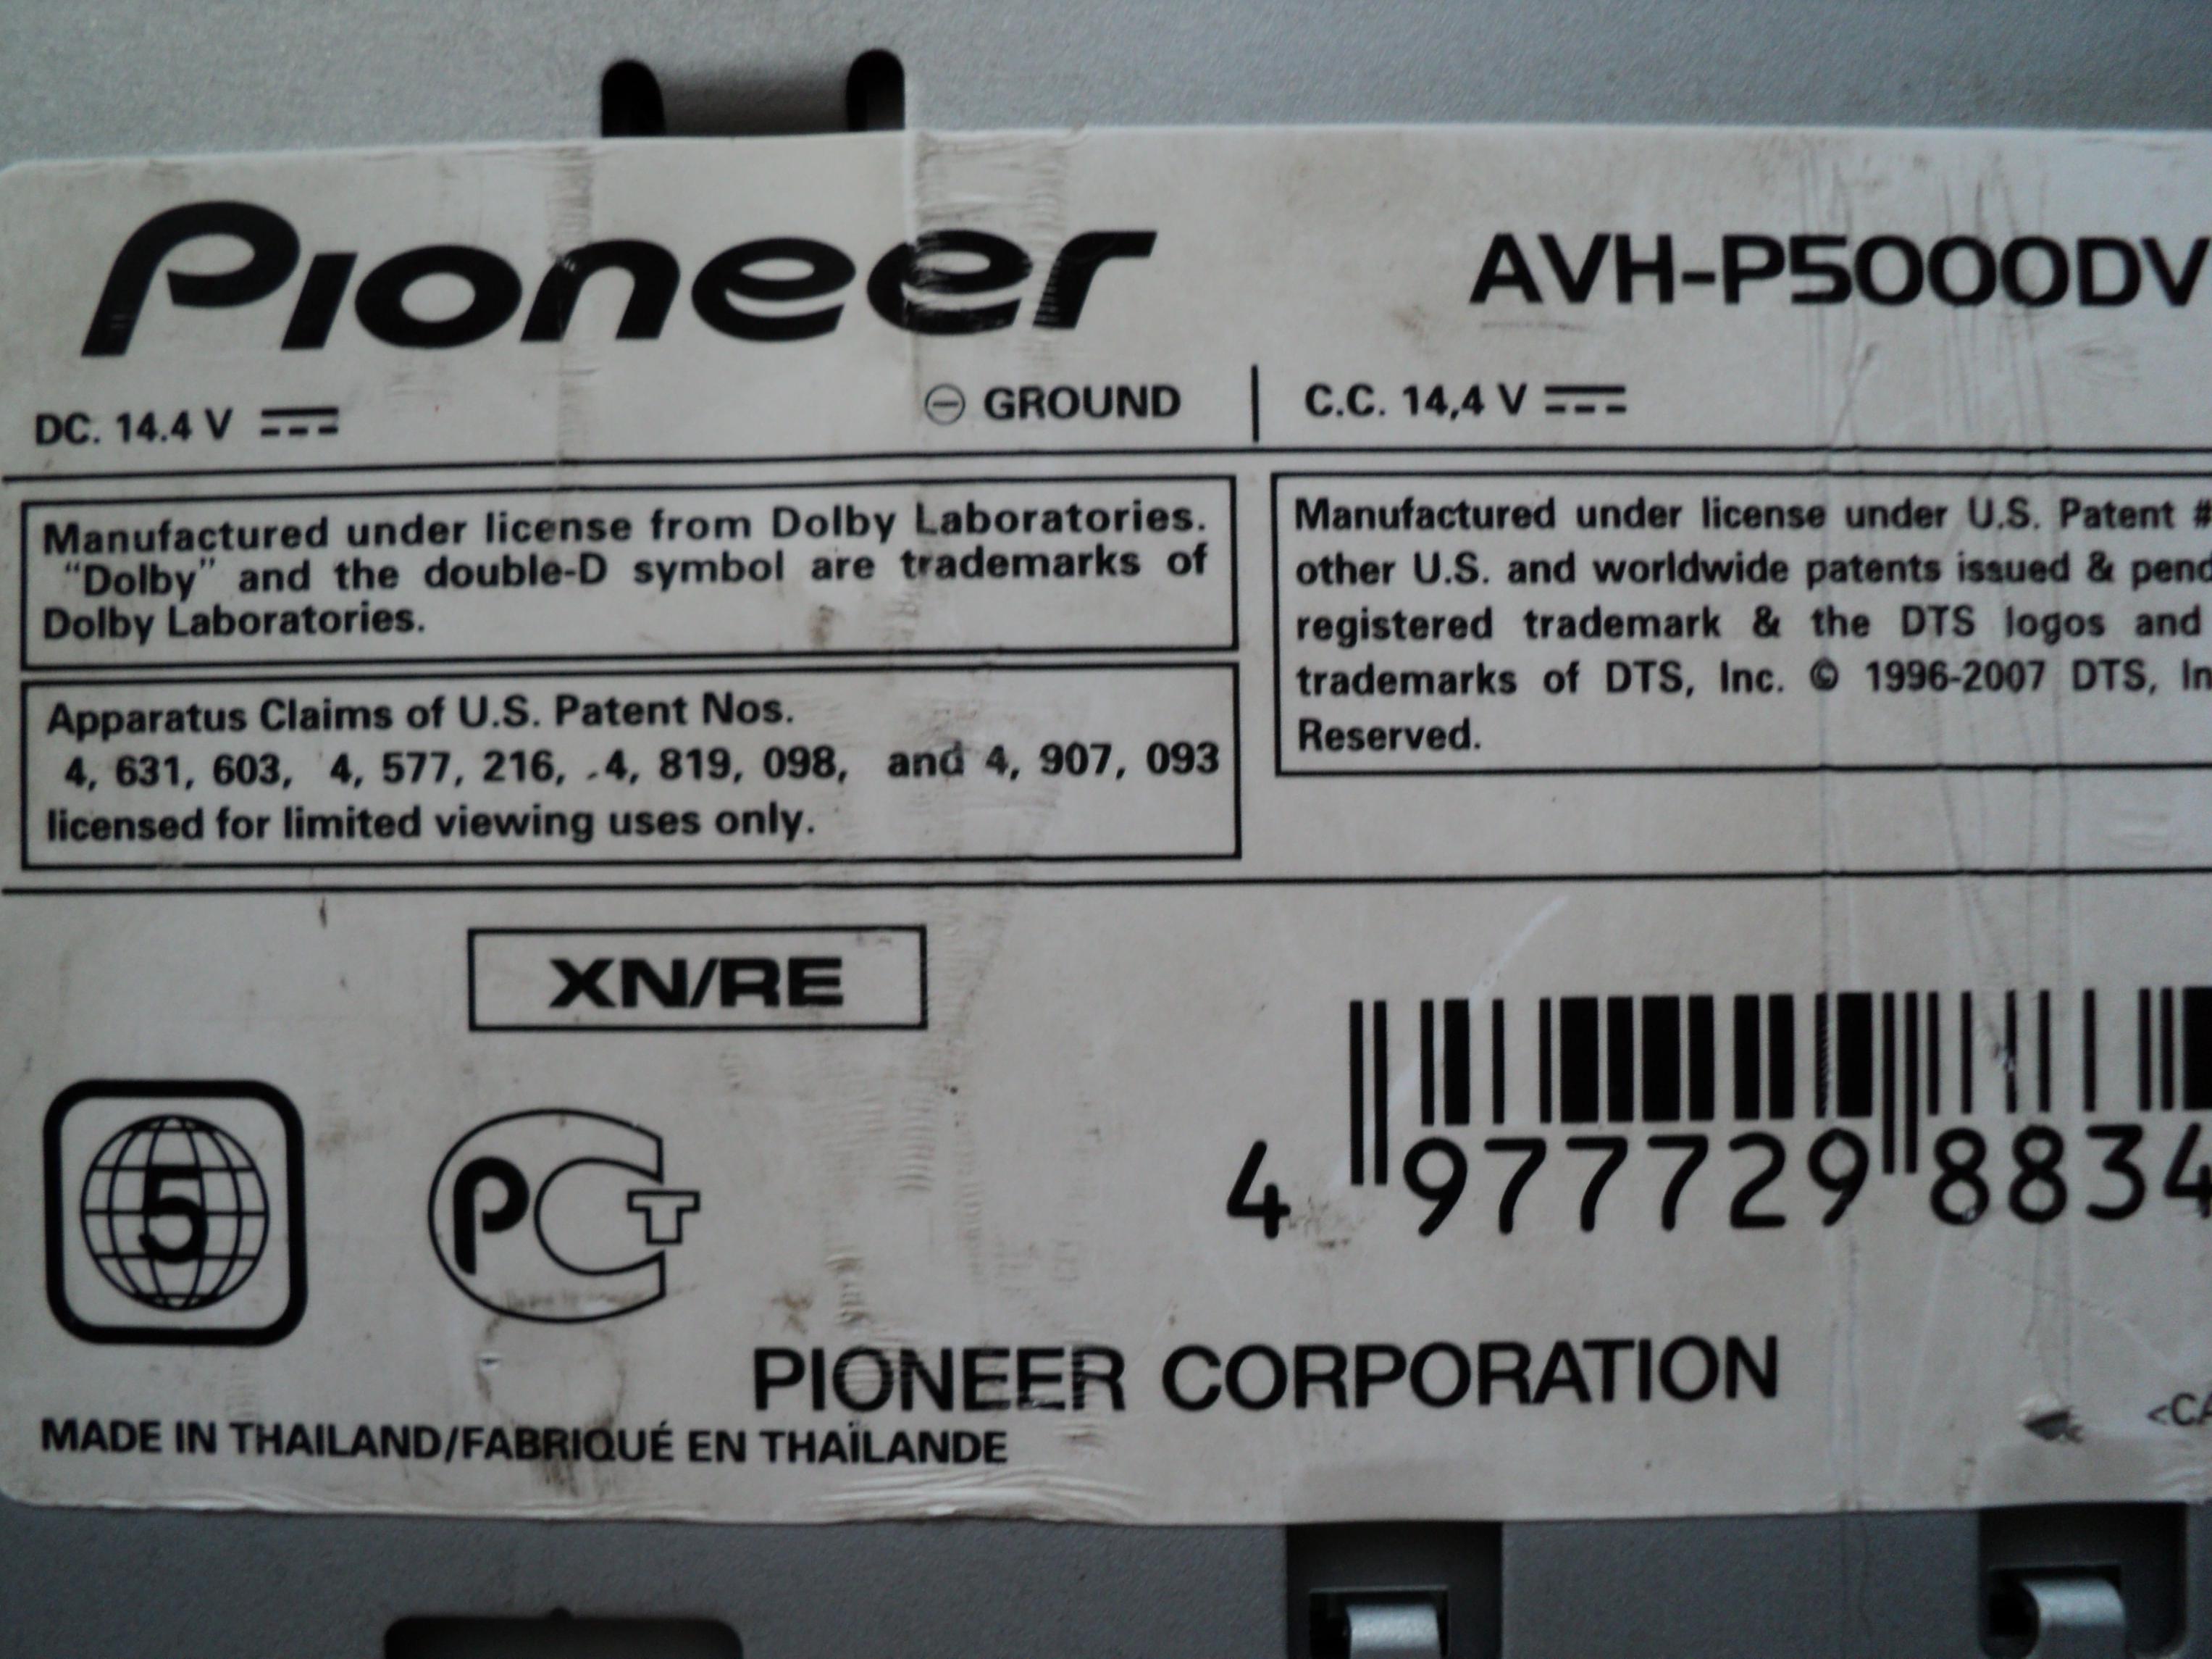 Pioneer
AVH-P5000DV
DC. 14.4 V
GROUND
C.C. 14,4 V
Manufactured under license from Dolby Laboratories.
“Dolby” and the double-D symbol are trademarks of
Dolby Laboratories.
Apparatus Claims of U.S. Patent Nos.
4, 631, 603, 4, 577, 216, 4, 819, 098, and 4, 907, 093
licensed for limited viewing uses only.
Manufactured under license under U.S. Patent #
other U.S. and worldwide patents issued & pend
registered trademark & the DTS logos and
trademarks of DTS, Inc. © 1996-2007 DTS, In
Reserved.
XN/RE
5
PCT
4 977729 8834
PIONEER CORPORATION
MADE IN THAILAND/FABRIQUÉ EN THAÏLANDE
<CA